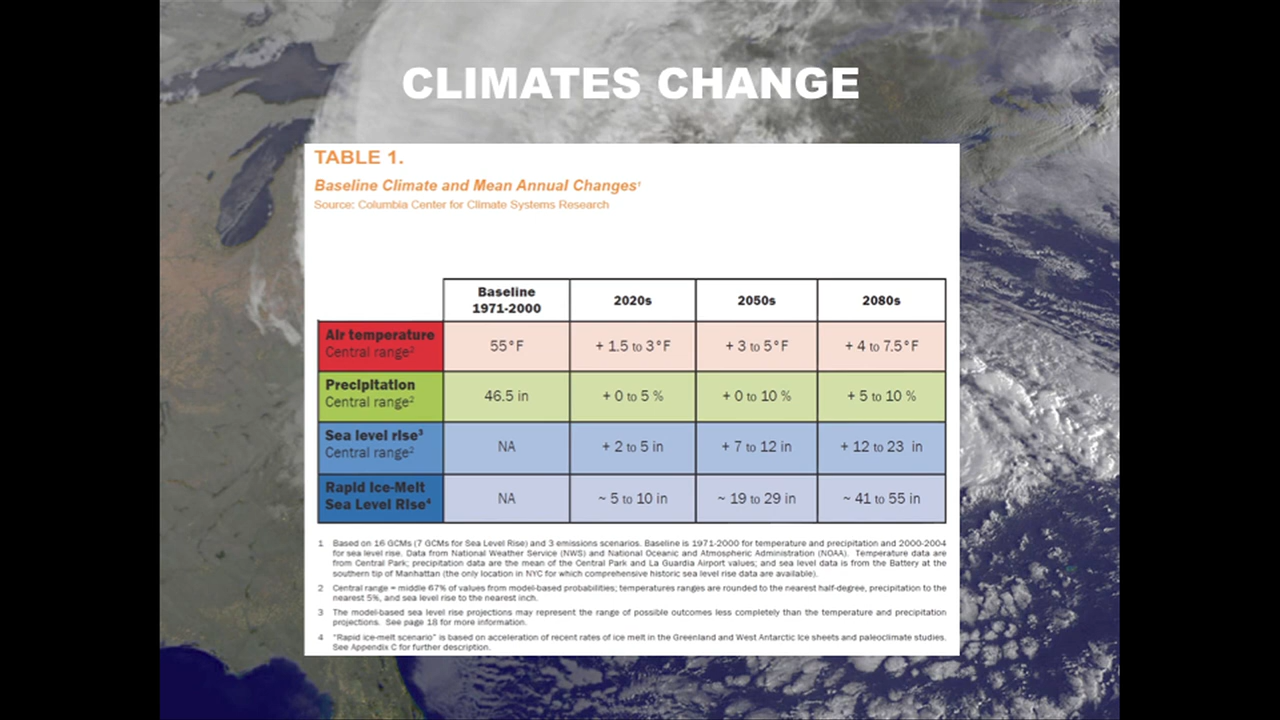 CLIMATES CHANGE
TABLE 1.
Baseline Climate and Mean Annual Changes¹
Source: Columbia Center for Climate Systems Research
Baseline
1971-2000
2020s
2050s
2080s
Air temperature
Central range²
55°F
+ 1.5 to 3°F
+ 3 to 5°F
+ 4 to 7.5°F
Precipitation
Central range²
46.5 in
+ 0 to 5 %
+ 0 to 10 %
+ 5 to 10 %
Sea level rise³
Central range²
NA
+ 2 to 5 in
+ 7 to 12 in
+ 12 to 23 in
Rapid Ice-Melt
Sea Level Rise⁴
NA
~ 5 to 10 in
~ 19 to 29 in
~ 41 to 55 in
1 Based on 16 GCMs (7 GCMs for Sea Level Rise) and 3 emissions scenarios. Baseline is 1971-2000 for temperature and precipitation and 2000-2004
for sea level rise. Data from National Weather Service (NWS) and National Oceanic and Atmospheric Administration (NOAA). Temperature data are
from Central Park; precipitation data are the mean of the Central Park and La Guardia Airport values; and sea level data is from the Battery at the
southern tip of Manhattan (the only location in NYC for which comprehensive historic sea level rise data are available).
2 Central range = middle 67% of values from model-based probabilities; temperatures ranges are rounded to the nearest half-degree, precipitation to the
nearest 5%, and sea level rise to the nearest inch.
3 The model-based sea level rise projections may represent the range of possible outcomes less completely than the temperature and precipitation
projections. See page 18 for more information.
4 "Rapid ice-melt scenario" is based on acceleration of recent rates of ice melt in the Greenland and West Antarctic Ice sheets and paleoclimate studies.
See Appendix C for further description.